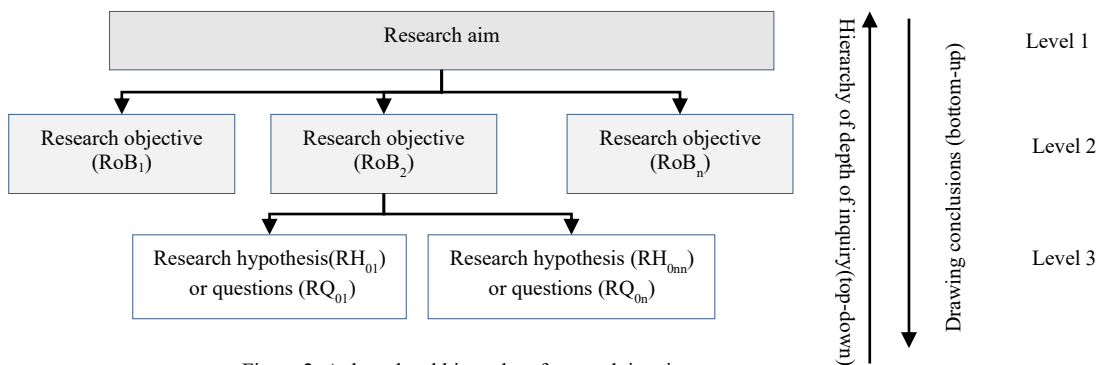 Research aim
Level 1
Research objective
(RoB₁)
Research objective
(RoB₂)
Research objective
(RoBₙ)
Level 2
Research hypothesis(RH₀₁)
or questions (RQ₀₁)
Research hypothesis (RH₀ₙₙ)
or questions (RQ₀ₙ)
Level 3
Hierarchy of depth of inquiry(top-down)
Drawing conclusions (bottom-up)